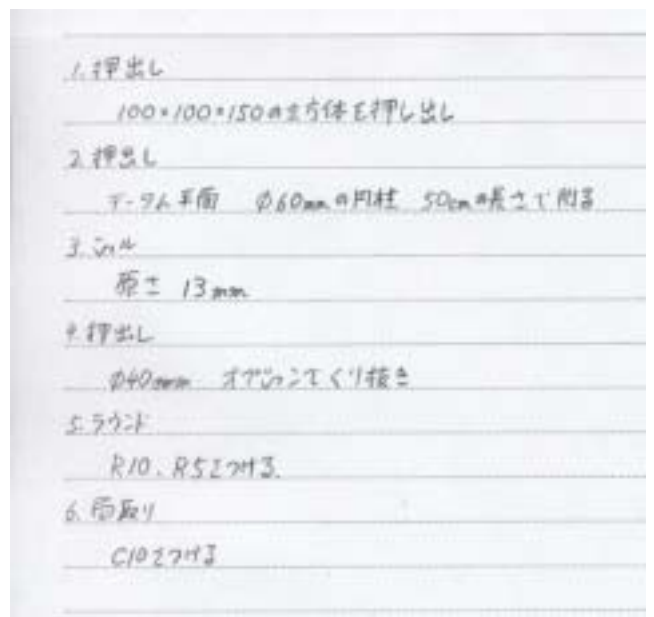 1. 押出し
100×100×150の立方体を押し出し
2. 押出し
データム平面 Φ60mmの円柱 50cmの長さで削る
3. シェル
厚さ 13mm
4. 押出し
Φ40mm オプションでくり抜き
5. ラウンド
R10、R5をつける.
6. 面取り
C10をつける